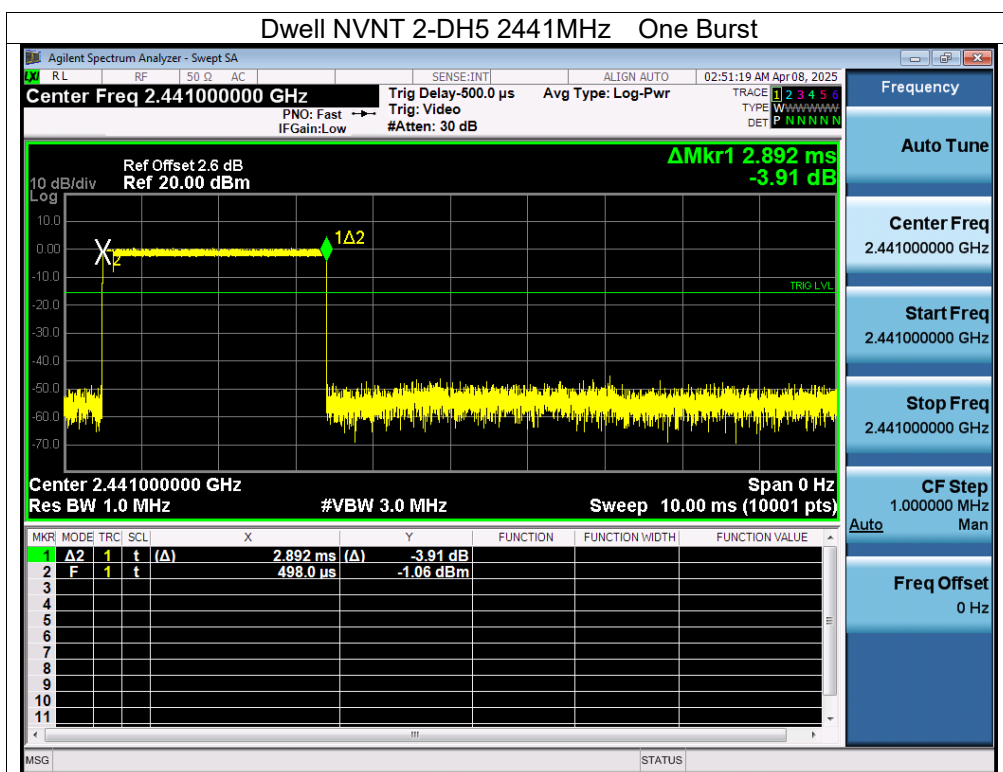 Dwell NVNT 2-DH5 2441MHz One Burst
Agilent Spectrum Analyzer - Swept SA
LXI RL RF 50 Ω AC SENSE:INT ALIGN AUTO 02:51:19 AM Apr 08, 2025
Center Freq 2.441000000 GHz Trig Delay-500.0 µs Avg Type: Log-Pwr TRACE 1 2 3 4 5 6
PNO: Fast Trig: Video TYPE WWWWWWW
IFGain:Low #Atten: 30 dB DET P N N N N N
Frequency
ΔMkr1 2.892 ms
-3.91 dB
Ref Offset 2.6 dB
10 dB/div Ref 20.00 dBm
Log
10.0
0.00
-10.0
-20.0
-30.0
-40.0
-50.0
-60.0
-70.0
X2
1Δ2
TRIG LVL
Center 2.441000000 GHz Span 0 Hz
Res BW 1.0 MHz #VBW 3.0 MHz Sweep 10.00 ms (10001 pts)
MKR MODE TRC SCL X Y FUNCTION FUNCTION WIDTH FUNCTION VALUE
1 Δ2 1 t (Δ) 2.892 ms (Δ) -3.91 dB
2 F 1 t 498.0 µs -1.06 dBm
3
4
5
6
7
8
9
10
11
MSG STATUS
Auto Tune
Center Freq
2.441000000 GHz
Start Freq
2.441000000 GHz
Stop Freq
2.441000000 GHz
CF Step
1.000000 MHz
Auto Man
Freq Offset
0 Hz